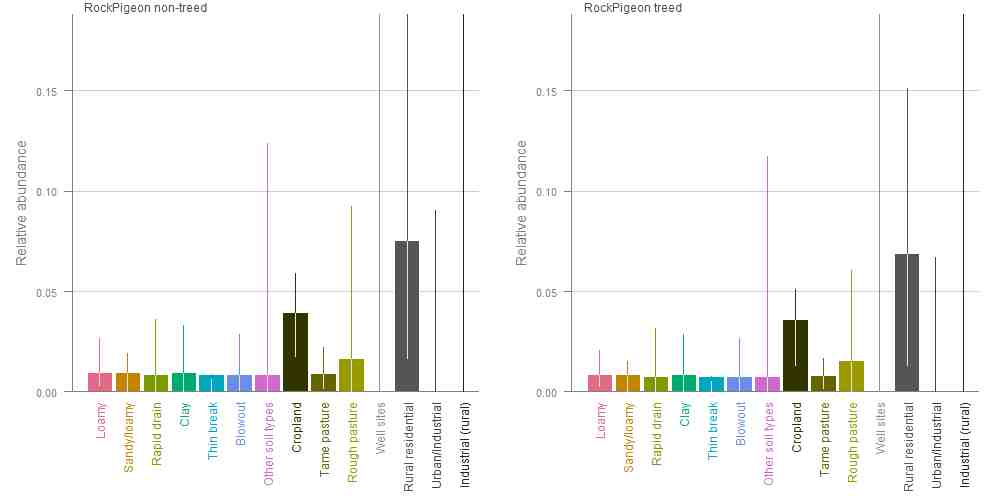 RockPigeon non-treed
Relative abundance
0.15
0.10
0.05
0.00
Loamy
Sandy/loamy
Rapid drain
Clay
Thin break
Blowout
Other soil types
Cropland
Tame pasture
Rough pasture
Well sites
Rural residential
Urban/Industrial
Industrial (rural)
RockPigeon treed
Relative abundance
0.15
0.10
0.05
0.00
Loamy
Sandy/loamy
Rapid drain
Clay
Thin break
Blowout
Other soil types
Cropland
Tame pasture
Rough pasture
Well sites
Rural residential
Urban/Industrial
Industrial (rural)